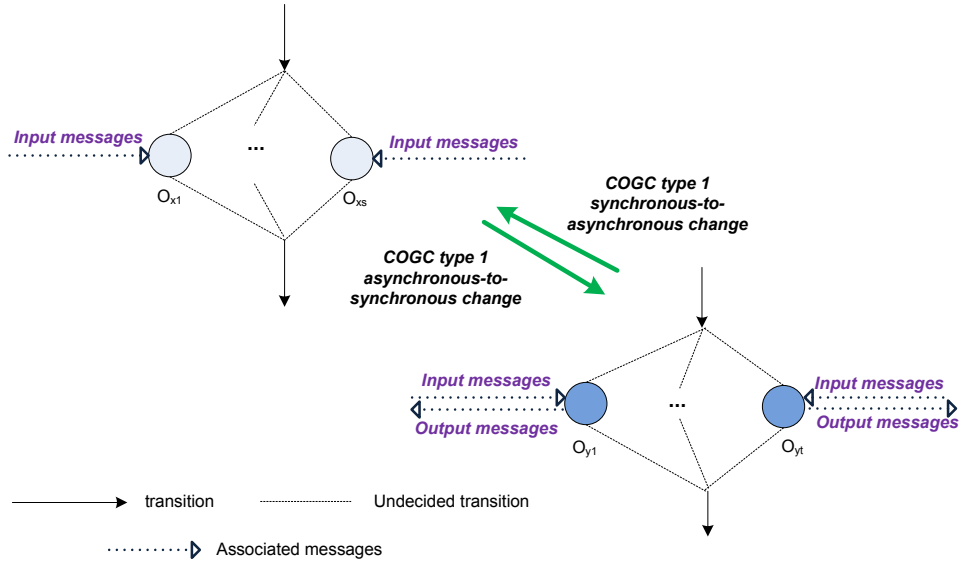 Input messages
...
Input messages
Ox1
Oxs
COGC type 1
synchronous-to-
asynchronous change
COGC type 1
asynchronous-to-
synchronous change
Input messages
...
Input messages
Output messages
Output messages
Oy1
Oyt
transition
Undecided transition
Associated messages